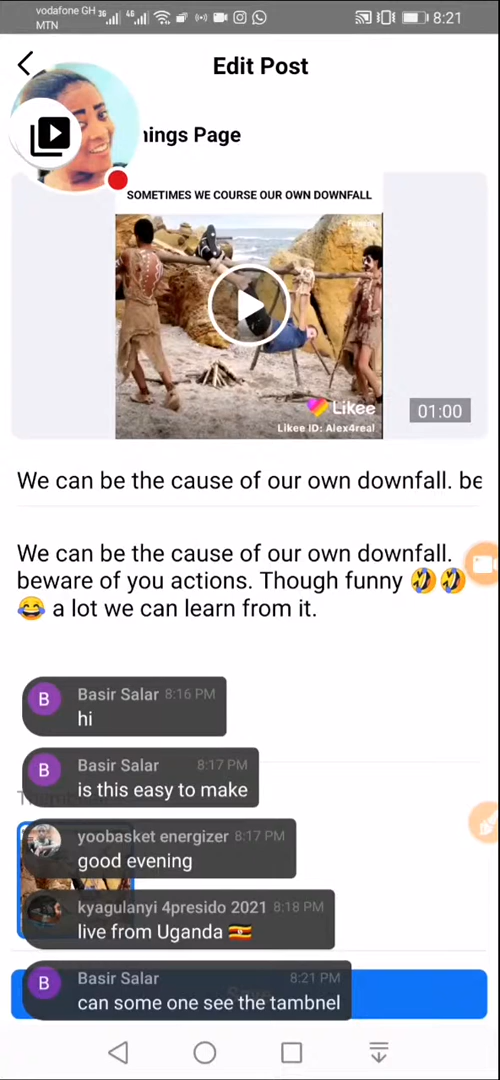 vodafone GH
MTN
3G
4G
8:21
Edit Post
ings Page
SOMETIMES WE COURSE OUR OWN DOWNFALL
Likee
Likee ID: Alex4real
01:00
We can be the cause of our own downfall. be
We can be the cause of our own downfall.
beware of you actions. Though funny 🤣🤣
😂 a lot we can learn from it.
B
Basir Salar 8:16 PM
hi
B
Basir Salar 8:17 PM
is this easy to make
yoobasket energizer 8:17 PM
good evening
kyagulanyi 4presido 2021 8:18 PM
live from Uganda 🇺🇬
B
Basir Salar 8:21 PM
can some one see the tambnel